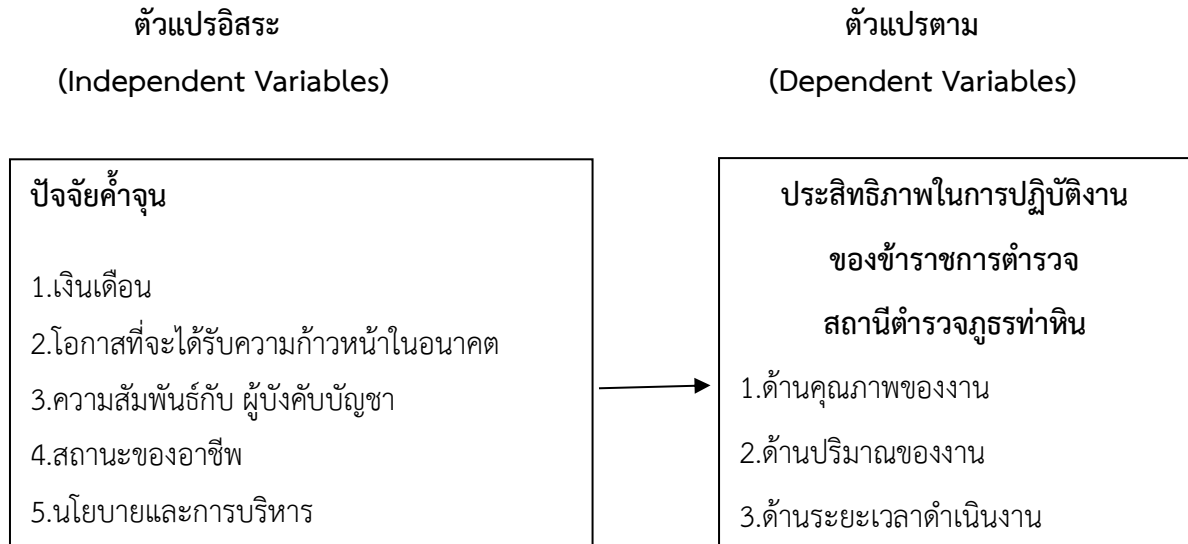 ตัวแปรอิสระ
(Independent Variables)
ตัวแปรตาม
(Dependent Variables)
ปัจจัยค้ำจุน
1.เงินเดือน
2.โอกาสที่จะได้รับความก้าวหน้าในอนาคต
3.ความสัมพันธ์กับ ผู้บังคับบัญชา
4.สถานะของอาชีพ
5.นโยบายและการบริหาร
ประสิทธิภาพในการปฏิบัติงาน
ของข้าราชการตำรวจ
สถานีตำรวจภูธรท่าหิน
1.ด้านคุณภาพของงาน
2.ด้านปริมาณของงาน
3.ด้านระยะเวลาดำเนินงาน